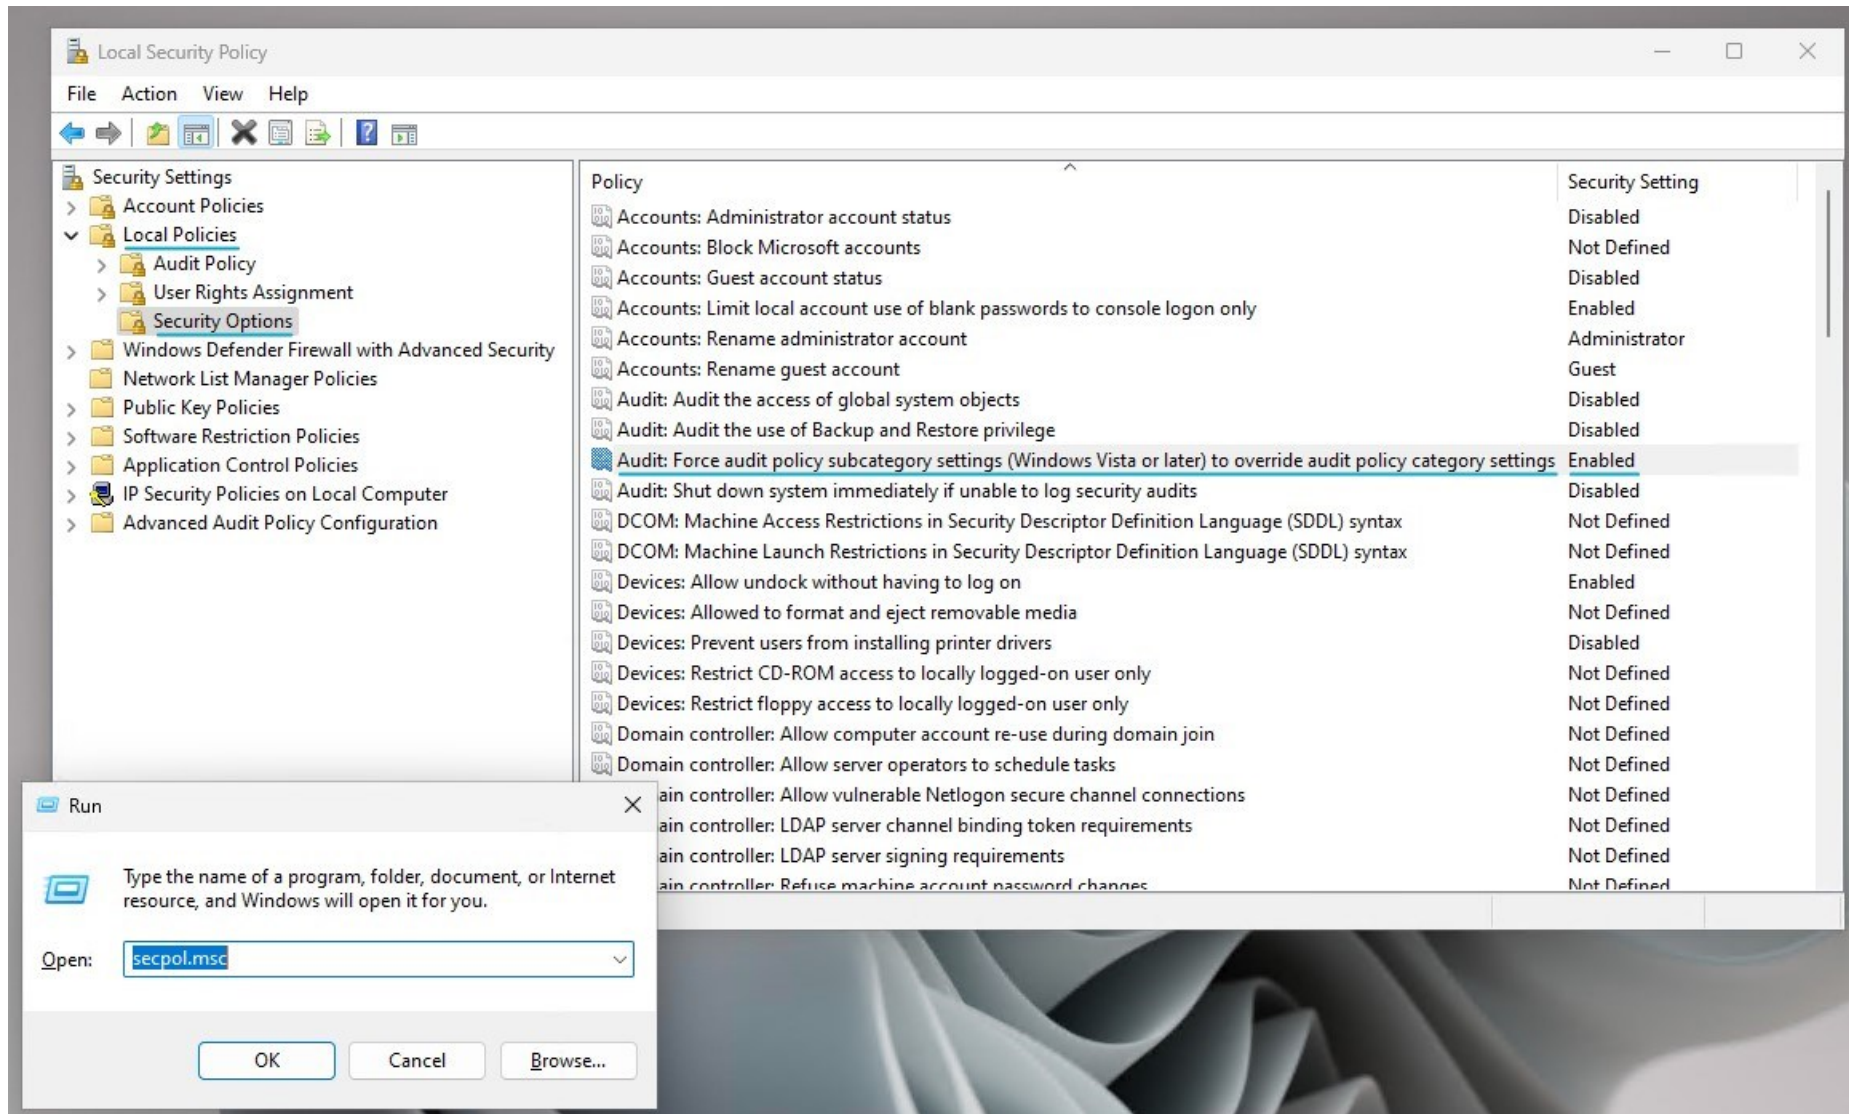 Local Security Policy
File Action View Help
Security Settings
Account Policies
Local Policies
Audit Policy
User Rights Assignment
Security Options
Windows Defender Firewall with Advanced Security
Network List Manager Policies
Public Key Policies
Software Restriction Policies
Application Control Policies
IP Security Policies on Local Computer
Advanced Audit Policy Configuration
Policy Security Setting
Accounts: Administrator account status Disabled
Accounts: Block Microsoft accounts Not Defined
Accounts: Guest account status Disabled
Accounts: Limit local account use of blank passwords to console logon only Enabled
Accounts: Rename administrator account Administrator
Accounts: Rename guest account Guest
Audit: Audit the access of global system objects Disabled
Audit: Audit the use of Backup and Restore privilege Disabled
Audit: Force audit policy subcategory settings (Windows Vista or later) to override audit policy category settings Enabled
Audit: Shut down system immediately if unable to log security audits Disabled
DCOM: Machine Access Restrictions in Security Descriptor Definition Language (SDDL) syntax Not Defined
DCOM: Machine Launch Restrictions in Security Descriptor Definition Language (SDDL) syntax Not Defined
Devices: Allow undock without having to log on Enabled
Devices: Allowed to format and eject removable media Not Defined
Devices: Prevent users from installing printer drivers Disabled
Devices: Restrict CD-ROM access to locally logged-on user only Not Defined
Devices: Restrict floppy access to locally logged-on user only Not Defined
Domain controller: Allow computer account re-use during domain join Not Defined
Domain controller: Allow server operators to schedule tasks Not Defined
ain controller: Allow vulnerable Netlogon secure channel connections Not Defined
ain controller: LDAP server channel binding token requirements Not Defined
ain controller: LDAP server signing requirements Not Defined
ain controller: Refuse machine account password changes Not Defined
Run
Type the name of a program, folder, document, or Internet
resource, and Windows will open it for you.
Open: secpol.msc
OK Cancel Browse...